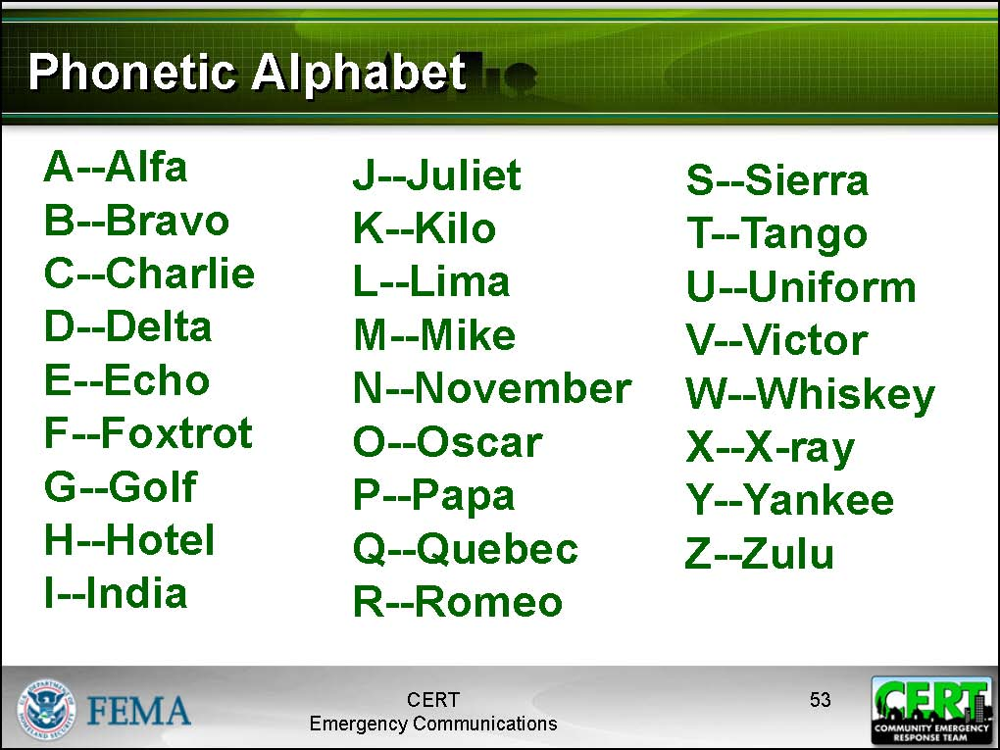 Phonetic Alphabet
A--Alfa
B--Bravo
C--Charlie
D--Delta
E--Echo
F--Foxtrot
G--Golf
H--Hotel
I--India
J--Juliet
K--Kilo
L--Lima
M--Mike
N--November
O--Oscar
P--Papa
Q--Quebec
R--Romeo
S--Sierra
T--Tango
U--Uniform
V--Victor
W--Whiskey
X--X-ray
Y--Yankee
Z--Zulu
U.S. DEPARTMENT OF HOMELAND SECURITY
FEMA
CERT
Emergency Communications
53
CERT
COMMUNITY EMERGENCY
RESPONSE TEAM